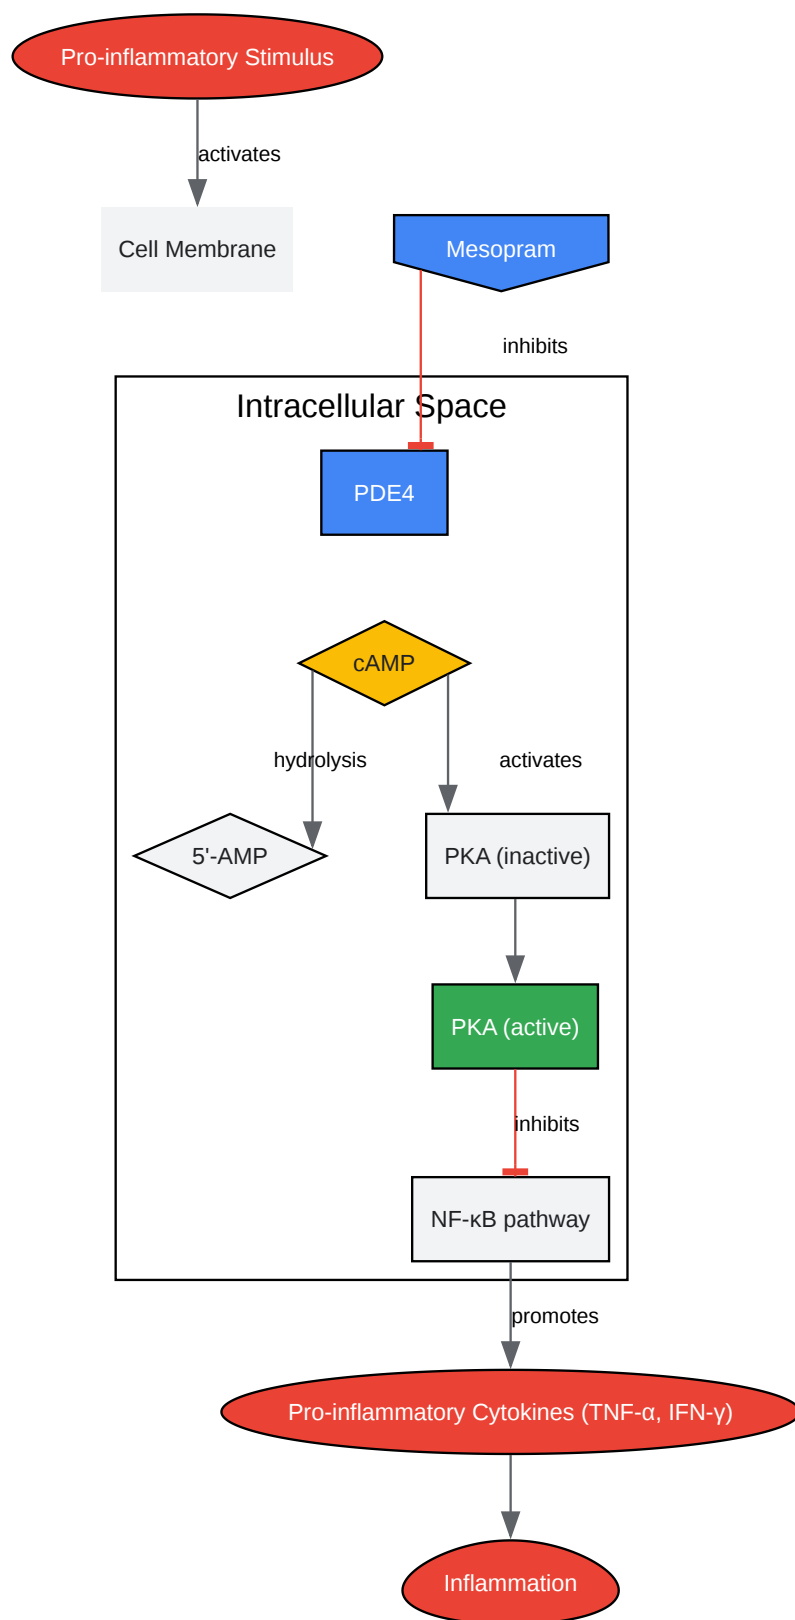 Pro-inflammatory Stimulus
activates
Cell Membrane
Mesopram
inhibits
Intracellular Space
PDE4
cAMP
hydrolysis
activates
5'-AMP
PKA (inactive)
PKA (active)
inhibits
NF-κB pathway
promotes
Pro-inflammatory Cytokines (TNF-α, IFN-γ)
Inflammation